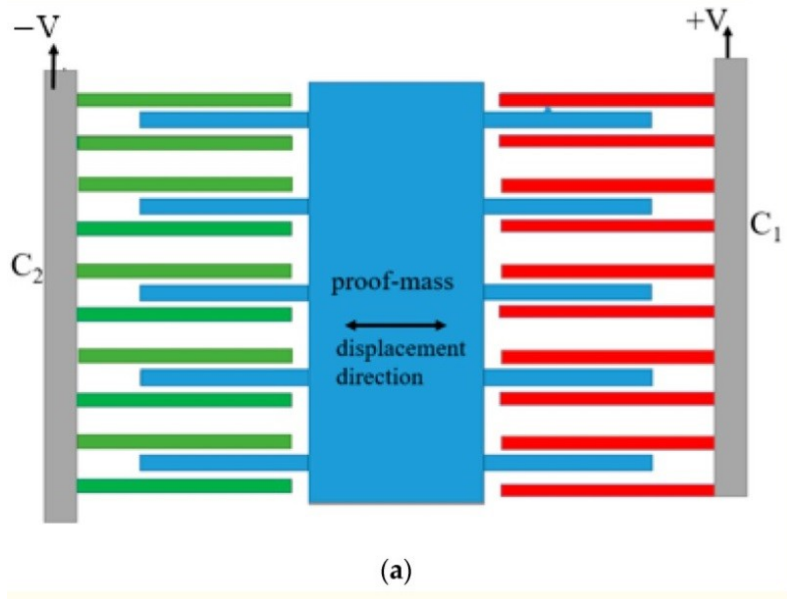 −V
+V
C₂
C₁
proof-mass
displacement
direction
(a)